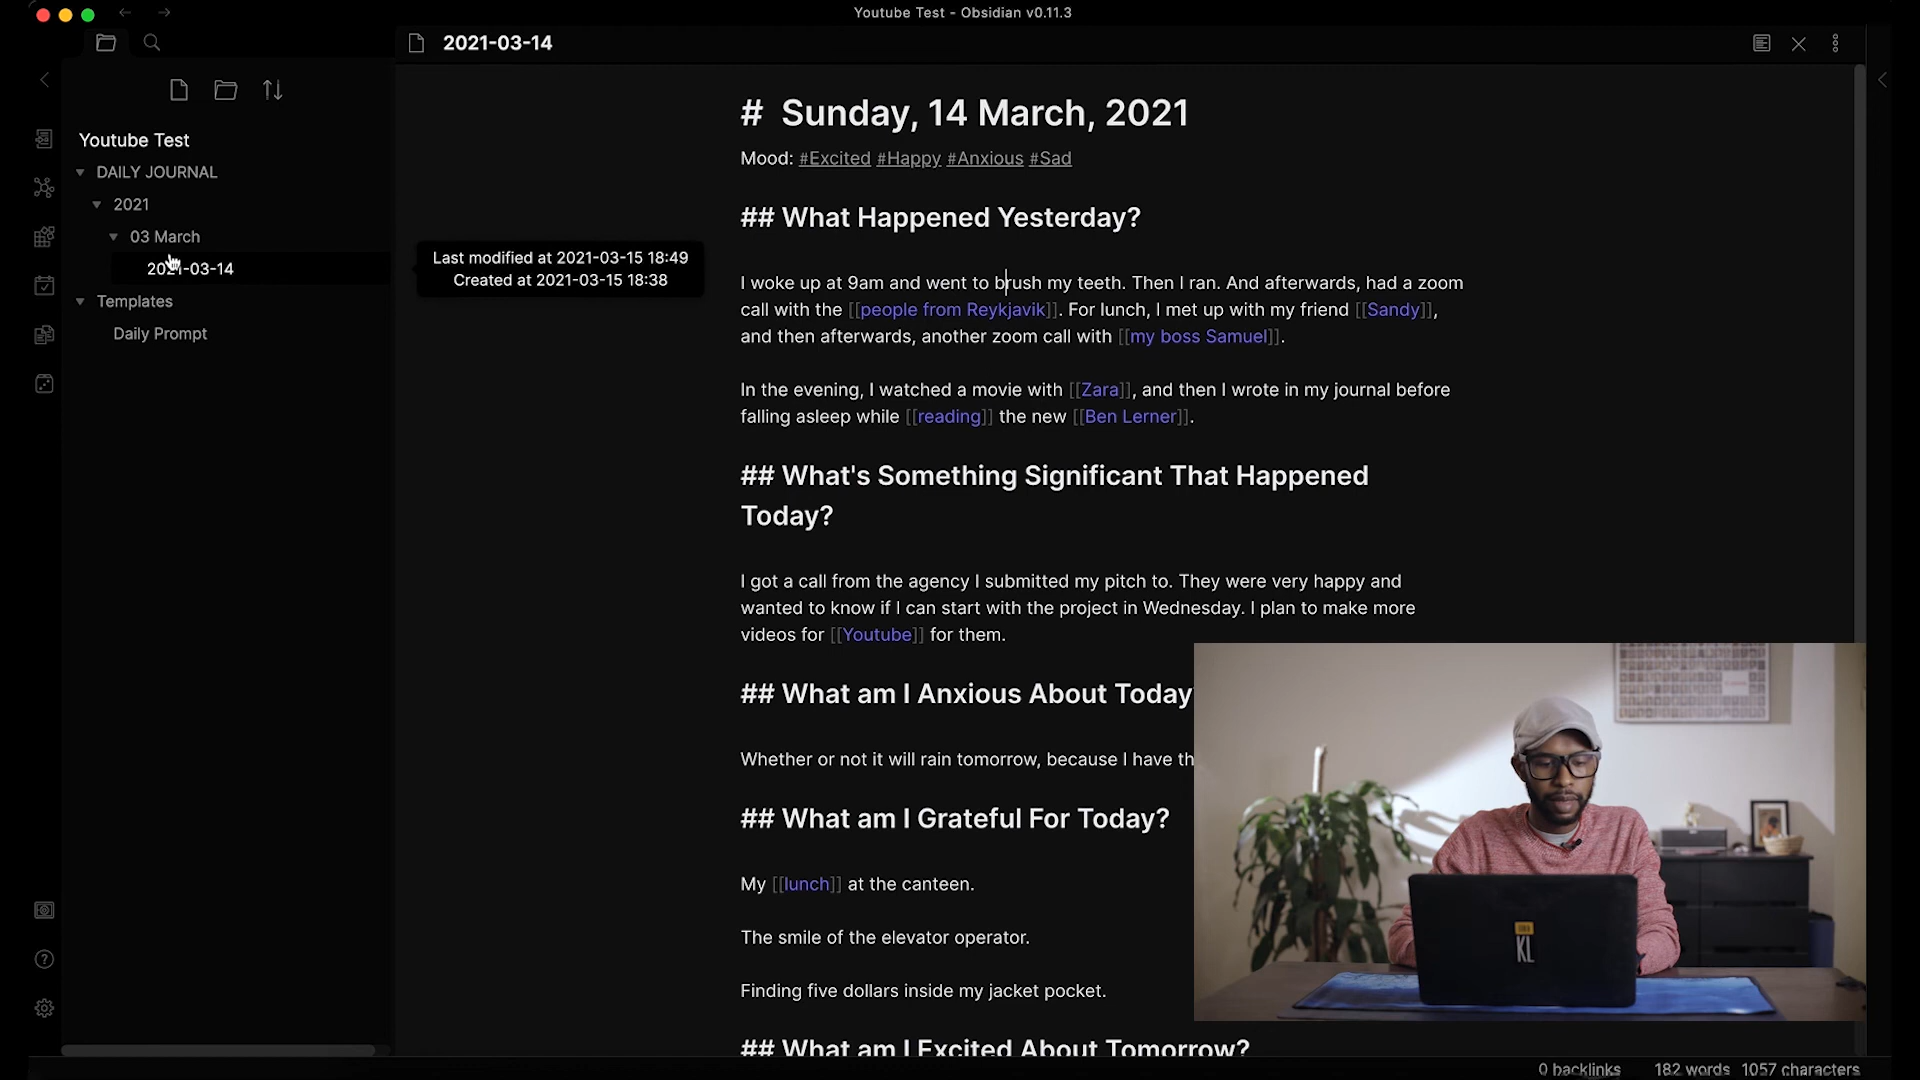 Youtube Test - Obsidian v0.11.3
2021-03-14
Youtube Test
DAILY JOURNAL
2021
03 March
2021-03-14
Templates
Daily Prompt
Last modified at 2021-03-15 18:49
Created at 2021-03-15 18:38
# Sunday, 14 March, 2021
Mood: #Excited #Happy #Anxious #Sad
## What Happened Yesterday?
I woke up at 9am and went to brush my teeth. Then I ran. And afterwards, had a zoom
call with the [[people from Reykjavik]]. For lunch, I met up with my friend [[Sandy]],
and then afterwards, another zoom call with [[my boss Samuel]].
In the evening, I watched a movie with [[Zara]], and then I wrote in my journal before
falling asleep while [[reading]] the new [[Ben Lerner]].
## What's Something Significant That Happened
Today?
I got a call from the agency I submitted my pitch to. They were very happy and
wanted to know if I can start with the project in Wednesday. I plan to make more
videos for [[Youtube]] for them.
## What am I Anxious About Today
Whether or not it will rain tomorrow, because I have th
## What am I Grateful For Today?
My [[lunch]] at the canteen.
The smile of the elevator operator.
Finding five dollars inside my jacket pocket.
## What am I Excited About Tomorrow?
KL
0 backlinks 182 words 1057 characters